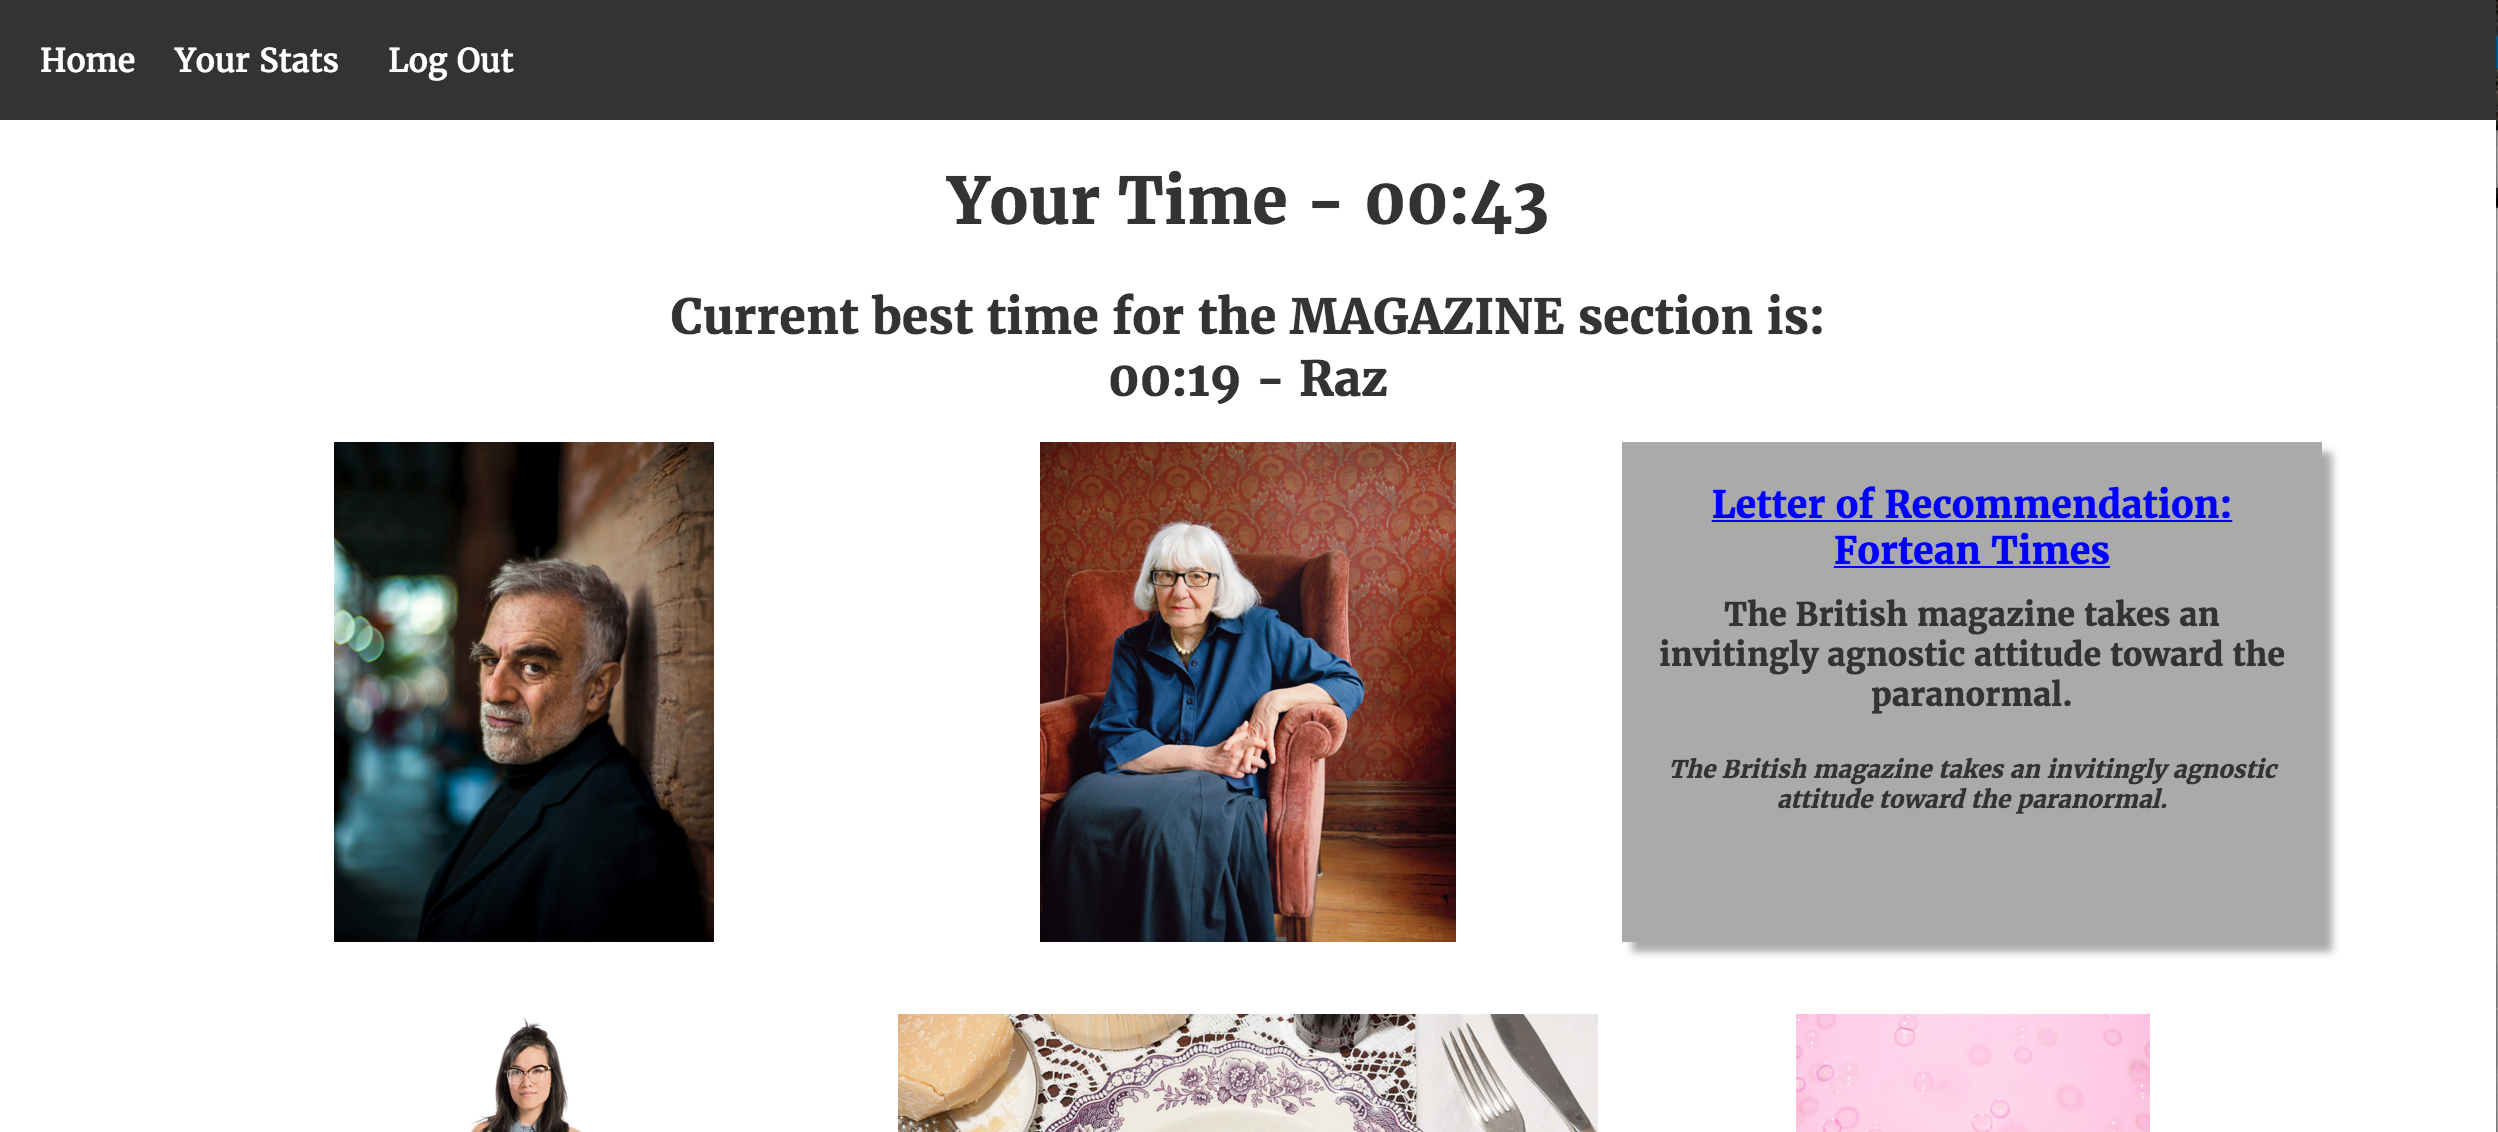 Home Your Stats Log Out
Your Time - 00:43
Current best time for the MAGAZINE section is:
00:19 - Raz
Letter of Recommendation:
Fortean Times
The British magazine takes an
invitingly agnostic attitude toward the
paranormal.
The British magazine takes an invitingly agnostic
attitude toward the paranormal.